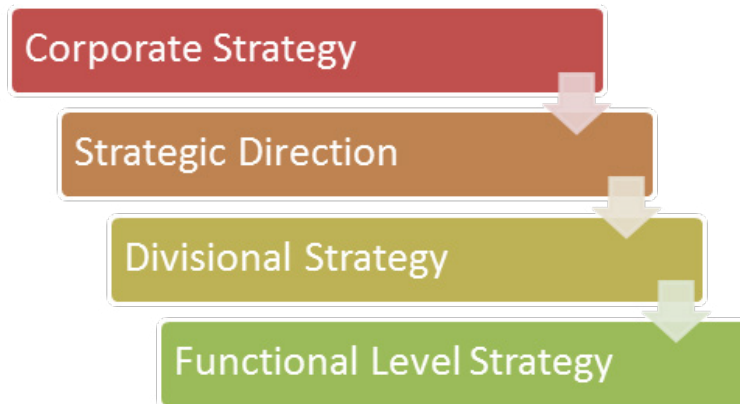 Corporate Strategy
Strategic Direction
Divisional Strategy
Functional Level Strategy